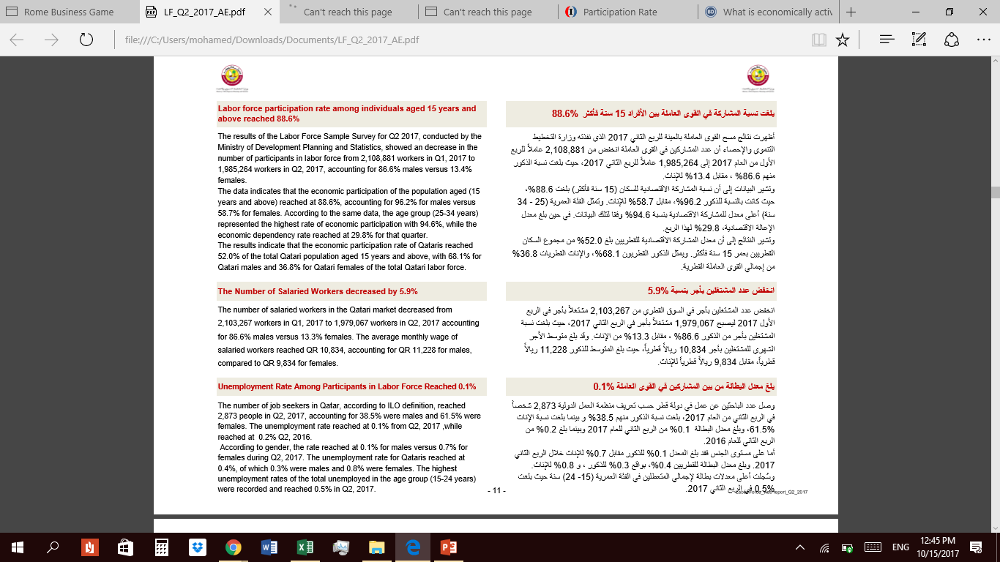 Rome Business Game
LF_Q2_2017_AE.pdf
Can't reach this page
Can't reach this page
Participation Rate
What is economically activ
file:///C:/Users/mohamed/Downloads/Documents/LF_Q2_2017_AE.pdf
Labor force participation rate among individuals aged 15 years and
above reached 88.6%
The results of the Labor Force Sample Survey for Q2 2017, conducted by the
Ministry of Development Planning and Statistics, showed an decrease in the
number of participants in labor force from 2,108,881 workers in Q1, 2017 to
1,985,264 workers in Q2, 2017, accounting for 86.6% males versus 13.4%
females.
The data indicates that the economic participation of the population aged (15
years and above) reached at 88.6%, accounting for 96.2% for males versus
58.7% for females. According to the same data, the age group (25-34 years)
represented the highest rate of economic participation with 94.6%, while the
economic dependency rate reached at 29.8% for that quarter.
The results indicate that the economic participation rate of Qataris reached
52.0% of the total Qatari population aged 15 years and above, with 68.1% for
Qatari males and 36.8% for Qatari females of the total Qatari labor force.
The Number of Salaried Workers decreased by 5.9%
The number of salaried workers in the Qatari market decreased from
2,103,267 workers in Q1, 2017 to 1,979,067 workers in Q2, 2017 accounting
for 86.6% males versus 13.3% females. The average monthly wage of
salaried workers reached QR 10,834, accounting for QR 11,228 for males,
compared to QR 9,834 for females.
Unemployment Rate Among Participants in Labor Force Reached 0.1%
The number of job seekers in Qatar, according to ILO definition, reached
2,873 people in Q2, 2017, accounting for 38.5% were males and 61.5% were
females. The unemployment rate reached at 0.1% from Q2, 2017 ,while
reached at 0.2% Q2, 2016.
According to gender, the rate reached at 0.1% for males versus 0.7% for
females during Q2, 2017. The unemployment rate for Qataris reached at
0.4%, of which 0.3% were males and 0.8% were females. The highest
unemployment rates of the total unemployed in the age group (15-24 years)
were recorded and reached 0.5% in Q2, 2017.
بلغت نسبة المشاركة في القوى العاملة بين الأفراد 15 سنة فأكثر 88.6%
أظهرت نتائج مسح القوى العاملة بالعينة للربع الثاني 2017 الذي نفذته وزارة التخطيط
التنموي والإحصاء أن عدد المشاركين في القوى العاملة انخفض من 2,108,881 عاملاً للربع
الأول من العام 2017 إلى 1,985,264 عاملاً للربع الثاني 2017، حيث بلغت نسبة الذكور
منهم 86.6% ، مقابل 13.4% للإناث.
وتشير البيانات إلى أن نسبة المشاركة الاقتصادية للسكان (15 سنة فأكثر) بلغت 88.6%،
حيث كانت بالنسبة للذكور 96.2%، مقابل 58.7% للإناث. وتمثل الفئة العمرية (25 - 34
سنة) أعلى معدل للمشاركة الاقتصادية بنسبة 94.6% وفقا لتلك البيانات. في حين بلغ معدل
الإعالة الاقتصادية، 29.8% لهذا الربع.
وتشير النتائج إلى أن معدل المشاركة الاقتصادية للقطريين بلغ 52.0% من مجموع السكان
القطريين بعمر 15 سنة فأكثر. ويمثل الذكور القطريون 68.1%، والإناث القطريات 36.8%
من إجمالي القوى العاملة القطرية.
انخفض عدد المشتغلين بأجر بنسبة 5.9%
انخفض عدد المشتغلين بأجر في السوق القطري من 2,103,267 مشتغلاً بأجر في الربع
الأول 2017 ليصبح 1,979,067 مشتغلاً بأجر في الربع الثاني 2017، حيث بلغت نسبة
المشتغلين بأجر من الذكور 86.6% ، مقابل 13.3% من الإناث. وقد بلغ متوسط الأجر
الشهري للمشتغلين بأجر 10,834 ريالاً قطرياً، حيث بلغ المتوسط للذكور 11,228 ريالاً
قطرياً، مقابل 9,834 ريالاً قطرياً للإناث.
بلغ معدل البطالة من بين المشاركين في القوى العاملة 0.1%
وصل عدد الباحثين عن عمل في دولة قطر حسب تعريف منظمة العمل الدولية 2,873 شخصاً
في الربع الثاني من العام 2017، بلغت نسبة الذكور منهم 38.5% و بينما بلغت نسبة الإناث
61.5%، وبلغ معدل البطالة 0.1% من الربع الثاني للعام 2017 وبينما بلغ 0.2% من
الربع الثاني للعام 2016.
أما على مستوى الجنس فقد بلغ المعدل 0.1% للذكور مقابل 0.7% للإناث خلال الربع الثاني
2017. وبلغ معدل البطالة للقطريين 0.4%، بواقع 0.3% للذكور ، و 0.8% للإناث.
وسُجلت أعلى معدلات بطالة لإجمالي المتعطلين في الفئة العمرية (15- 24) سنة حيث بلغت
0.5% في الربع الثاني 2017.
- 11 -
ENG
12:45 PM
10/15/2017